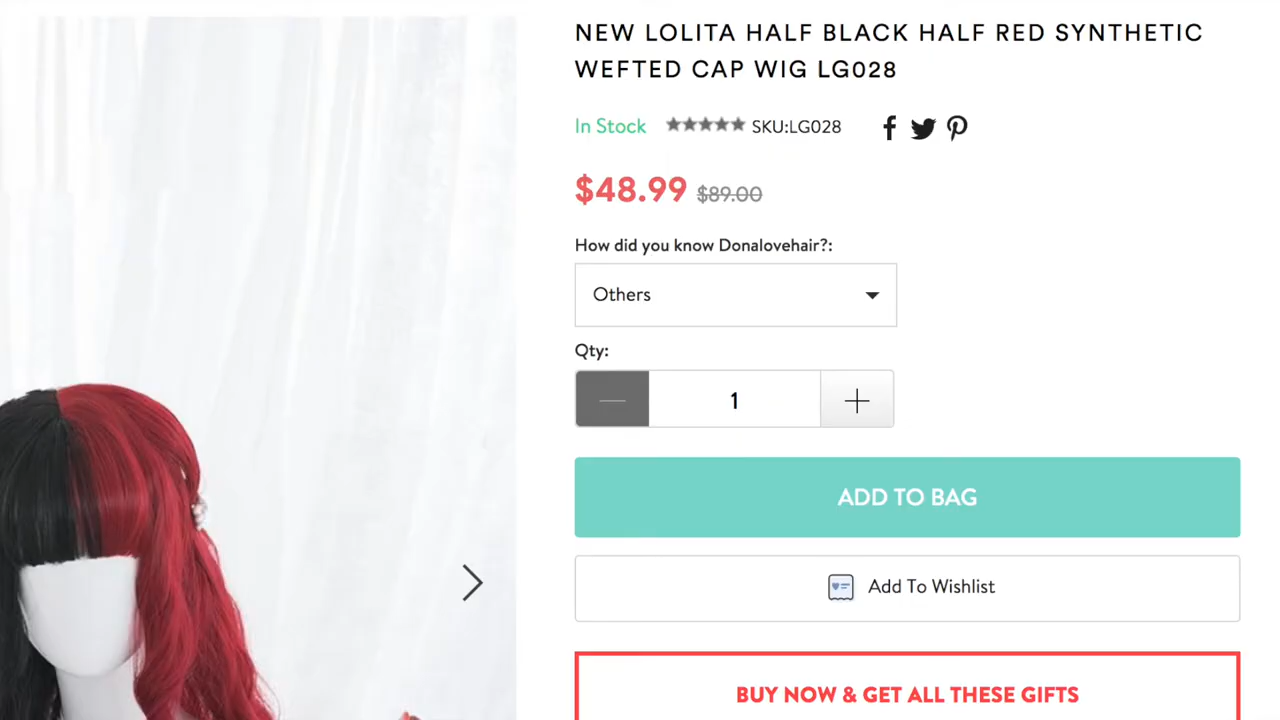 NEW LOLITA HALF BLACK HALF RED SYNTHETIC
WEFTED CAP WIG LG028
In Stock SKU:LG028
$48.99 $89.00
How did you know Donalovehair?:
Others
Qty:
1
ADD TO BAG
Add To Wishlist
BUY NOW & GET ALL THESE GIFTS